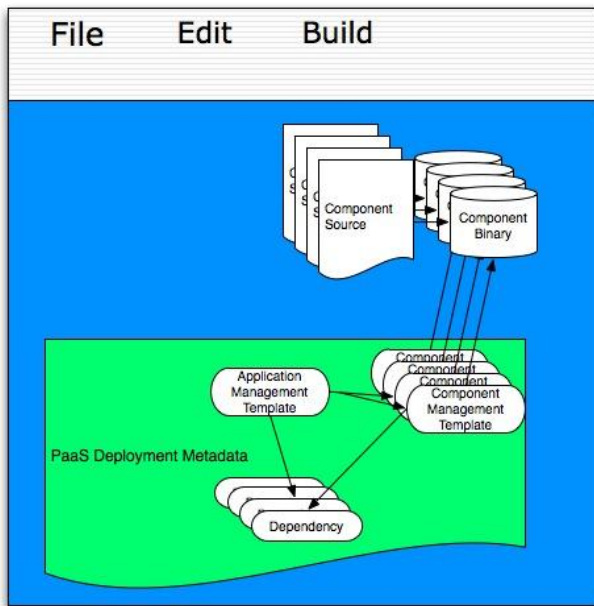 File Edit Build
Component
Source
Component
Binary
Component
Component
Component
Component
Management
Template
Application
Management
Template
PaaS Deployment Metadata
Dependency